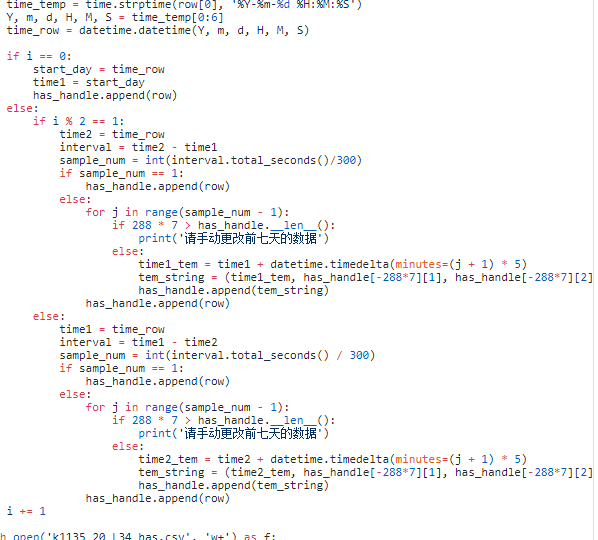 time_temp = time.strptime(row[0], '%Y-%m-%d %H:%M:%S')
Y, m, d, H, M, S = time_temp[0:6]
time_row = datetime.datetime(Y, m, d, H, M, S)
if i == 0:
start_day = time_row
time1 = start_day
has_handle.append(row)
else:
if i % 2 == 1:
time2 = time_row
interval = time2 - time1
sample_num = int(interval.total_seconds()/300)
if sample_num == 1:
has_handle.append(row)
else:
for j in range(sample_num - 1):
if 288 * 7 > has_handle.__len__():
print('请手动更改前七天的数据')
else:
time1_tem = time1 + datetime.timedelta(minutes=(j + 1) * 5)
tem_string = (time1_tem, has_handle[-288*7][1], has_handle[-288*7][2]
has_handle.append(tem_string)
has_handle.append(row)
else:
time1 = time_row
interval = time1 - time2
sample_num = int(interval.total_seconds() / 300)
if sample_num == 1:
has_handle.append(row)
else:
for j in range(sample_num - 1):
if 288 * 7 > has_handle.__len__():
print('请手动更改前七天的数据')
else:
time2_tem = time2 + datetime.timedelta(minutes=(j + 1) * 5)
tem_string = (time2_tem, has_handle[-288*7][1], has_handle[-288*7][2]
has_handle.append(tem_string)
has_handle.append(row)
i += 1
h open('k1135_20_L34_has.csv', 'w+') as f: